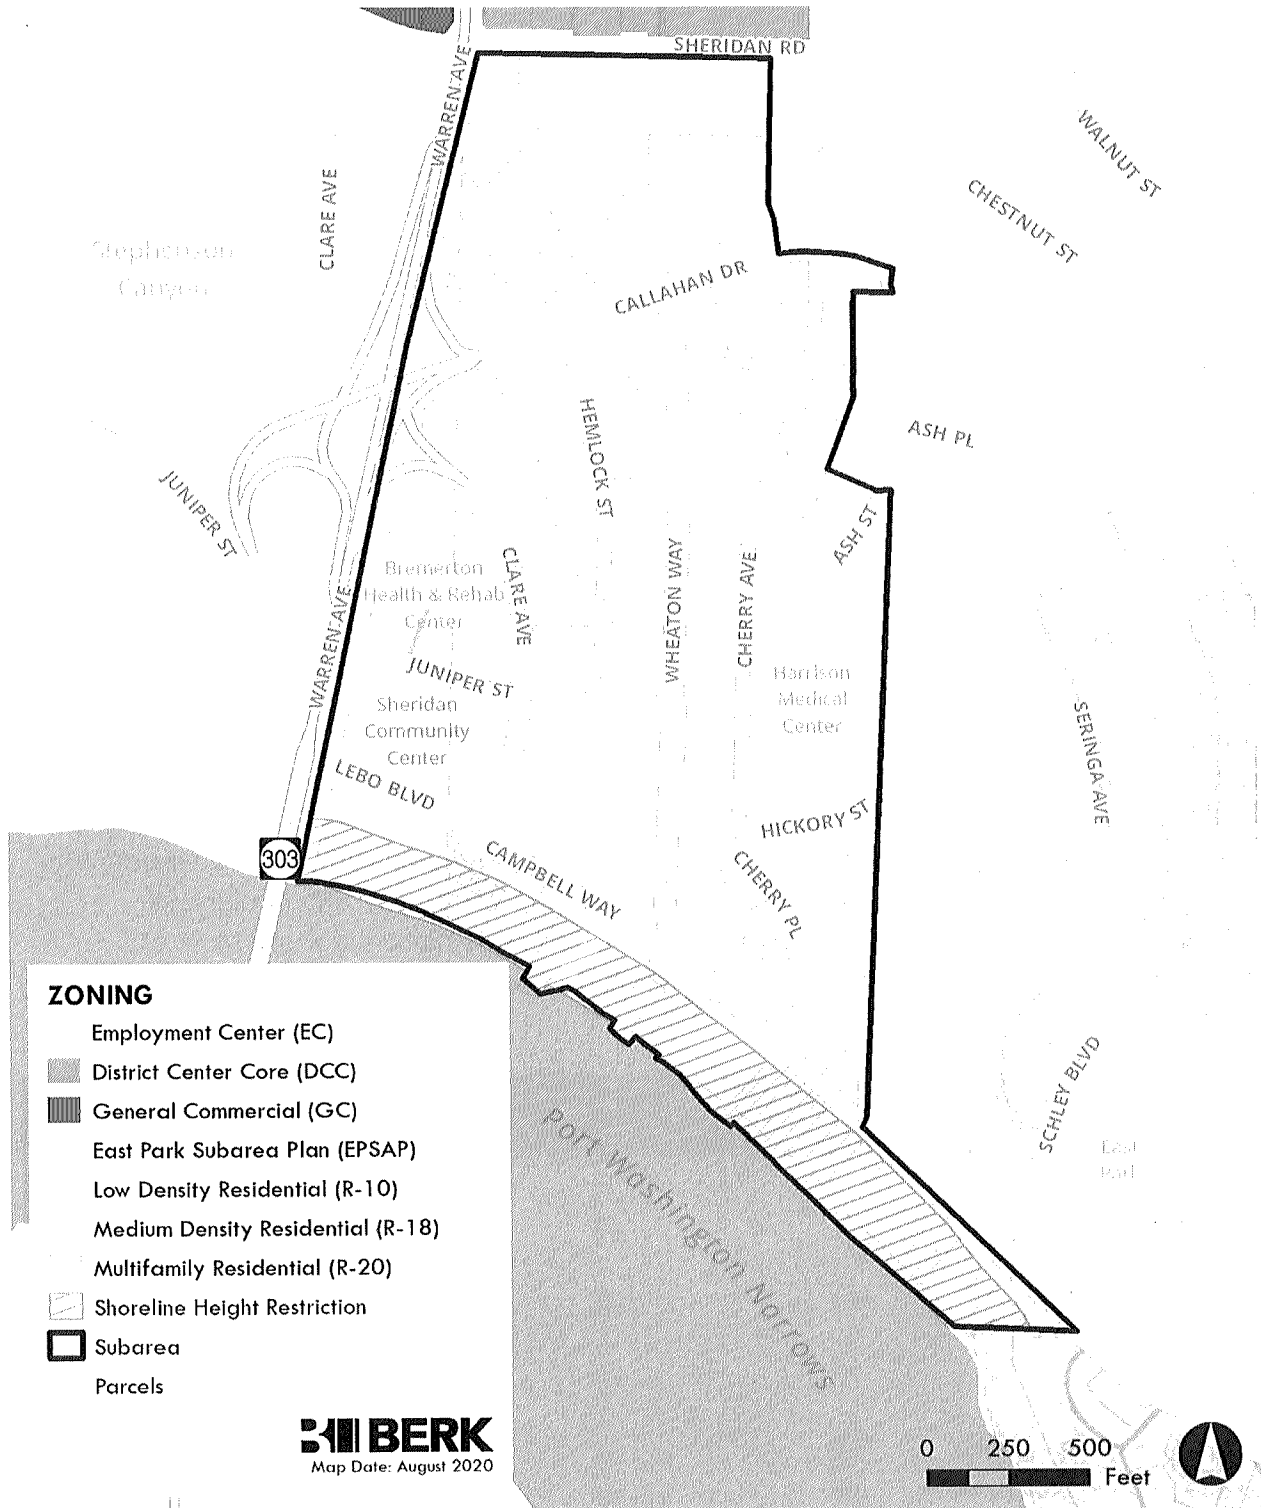 SHERIDAN RD
WARREN AVE
WALNUT ST
CHESTNUT ST
CLARE AVE
Stephenson
Canyon
CALLAHAN DR
HEMLOCK ST
ASH PL
JUNIPER ST
ASH ST
Bremerton
Health & Rehab
Center
CLARE AVE
WHEATON WAY
CHERRY AVE
WARREN AVE
JUNIPER ST
Harrison
Medical
Center
Sheridan
Community
Center
SERINGA AVE
LEBO BLVD
HICKORY ST
303
CAMPBELL WAY
CHERRY PL
ZONING
Employment Center (EC)
District Center Core (DCC)
General Commercial (GC)
East Park Subarea Plan (EPSAP)
Low Density Residential (R-10)
Medium Density Residential (R-18)
Multifamily Residential (R-20)
Shoreline Height Restriction
Subarea
Parcels
BERK
Map Date: August 2020
Port Washington Narrows
SCHLEY BLVD
East
Park
0 250 500
Feet